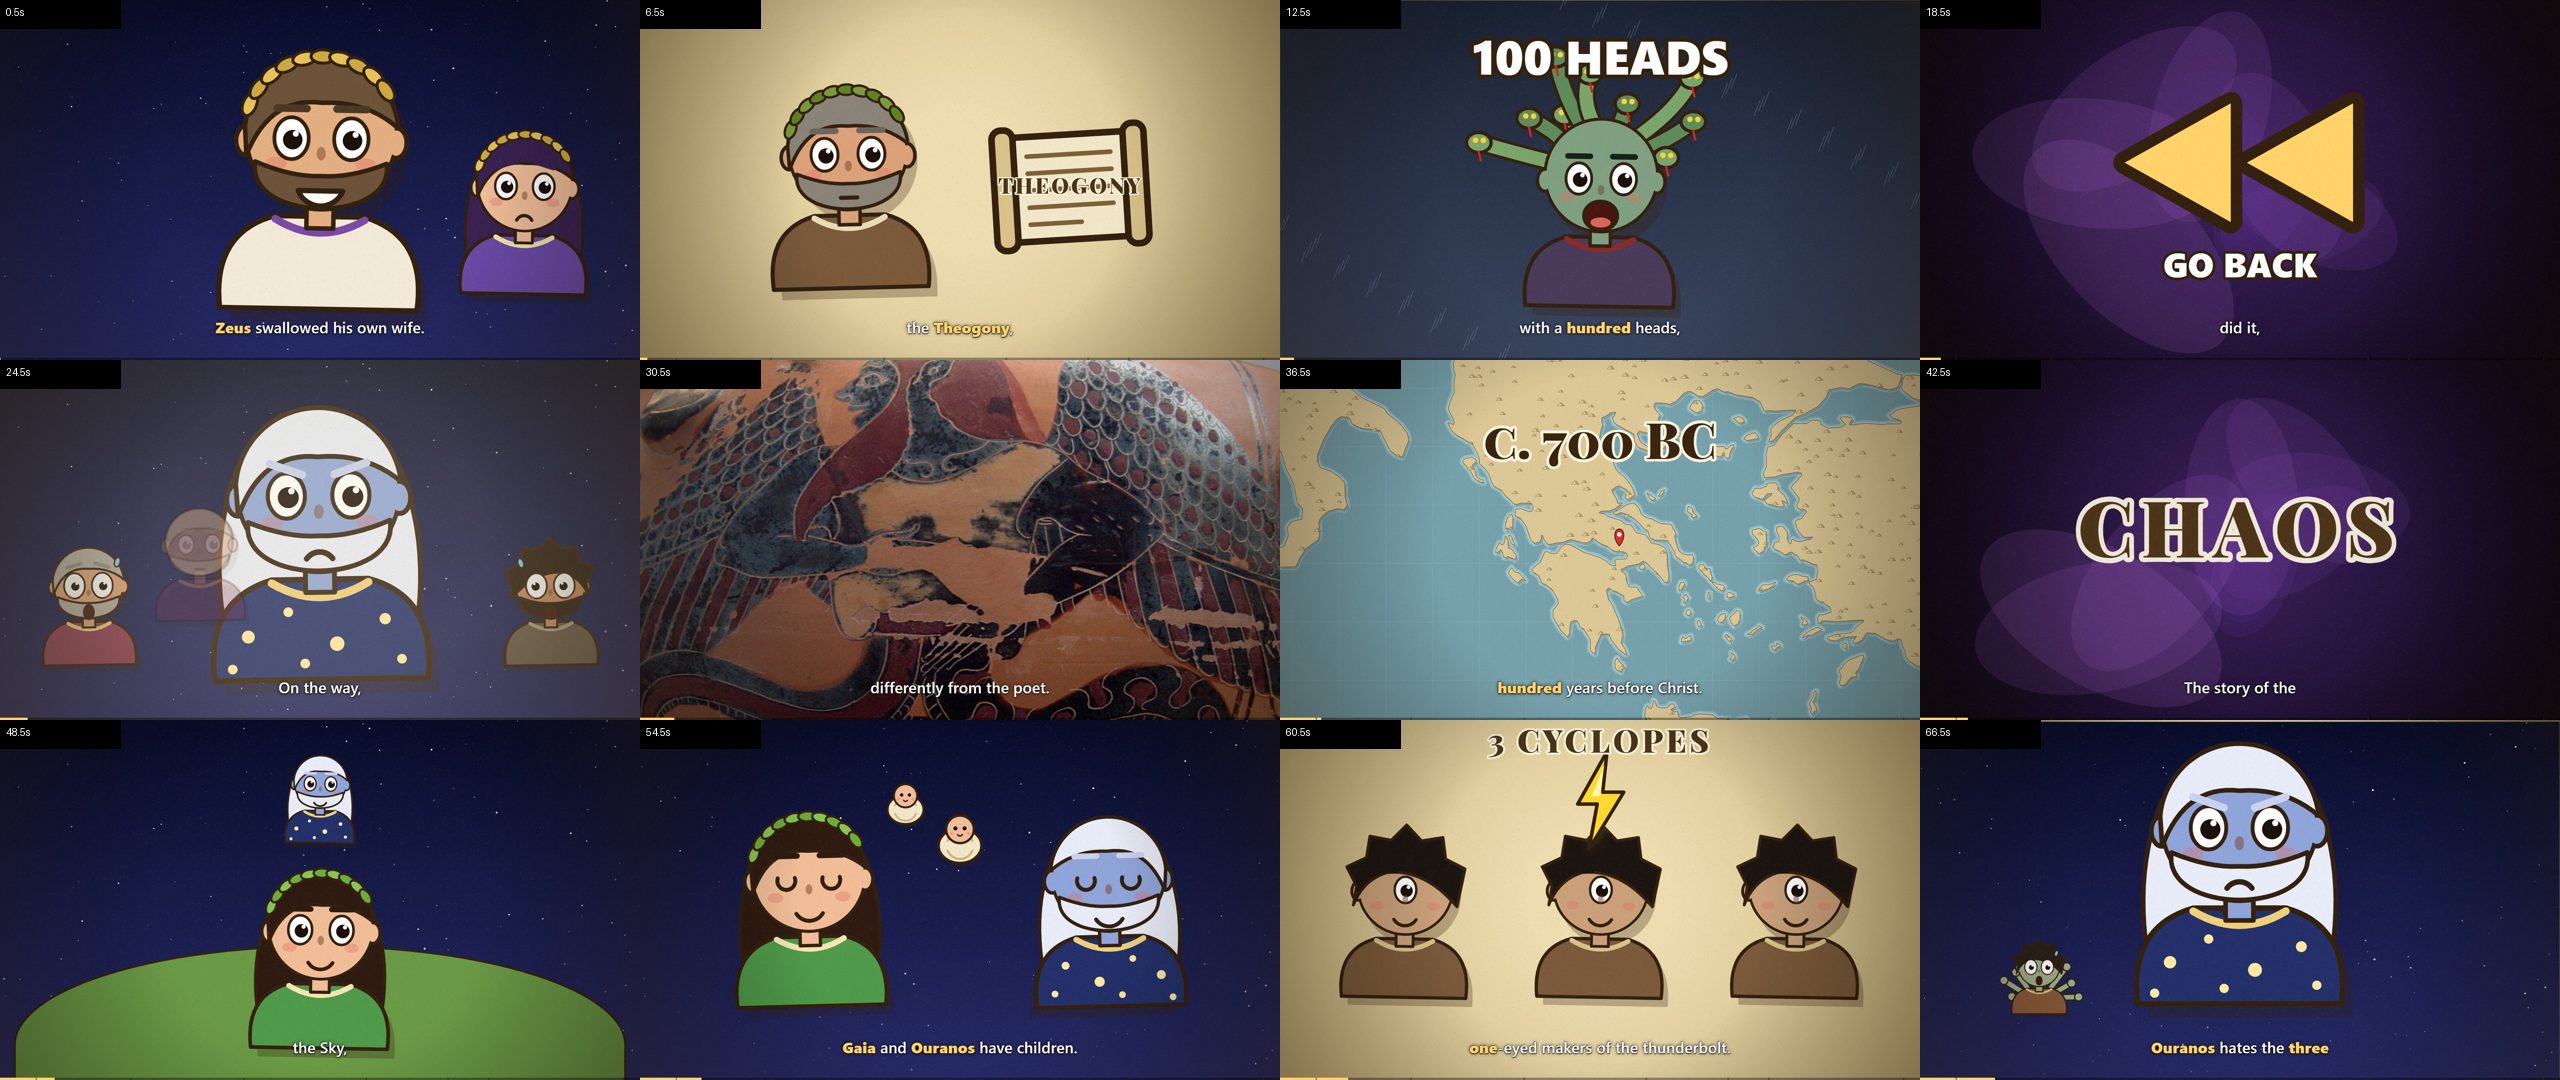 0.5s
Zeus swallowed his own wife.
6.5s
THEOGONY
the Theogony,
12.5s
100 HEADS
with a hundred heads,
18.5s
GO BACK
did it,
24.5s
On the way,
30.5s
differently from the poet.
36.5s
C. 700 BC
hundred years before Christ.
42.5s
CHAOS
The story of the
48.5s
the Sky,
54.5s
Gaia and Ouranos have children.
60.5s
3 CYCLOPES
one-eyed makers of the thunderbolt.
66.5s
Ouranos hates the three